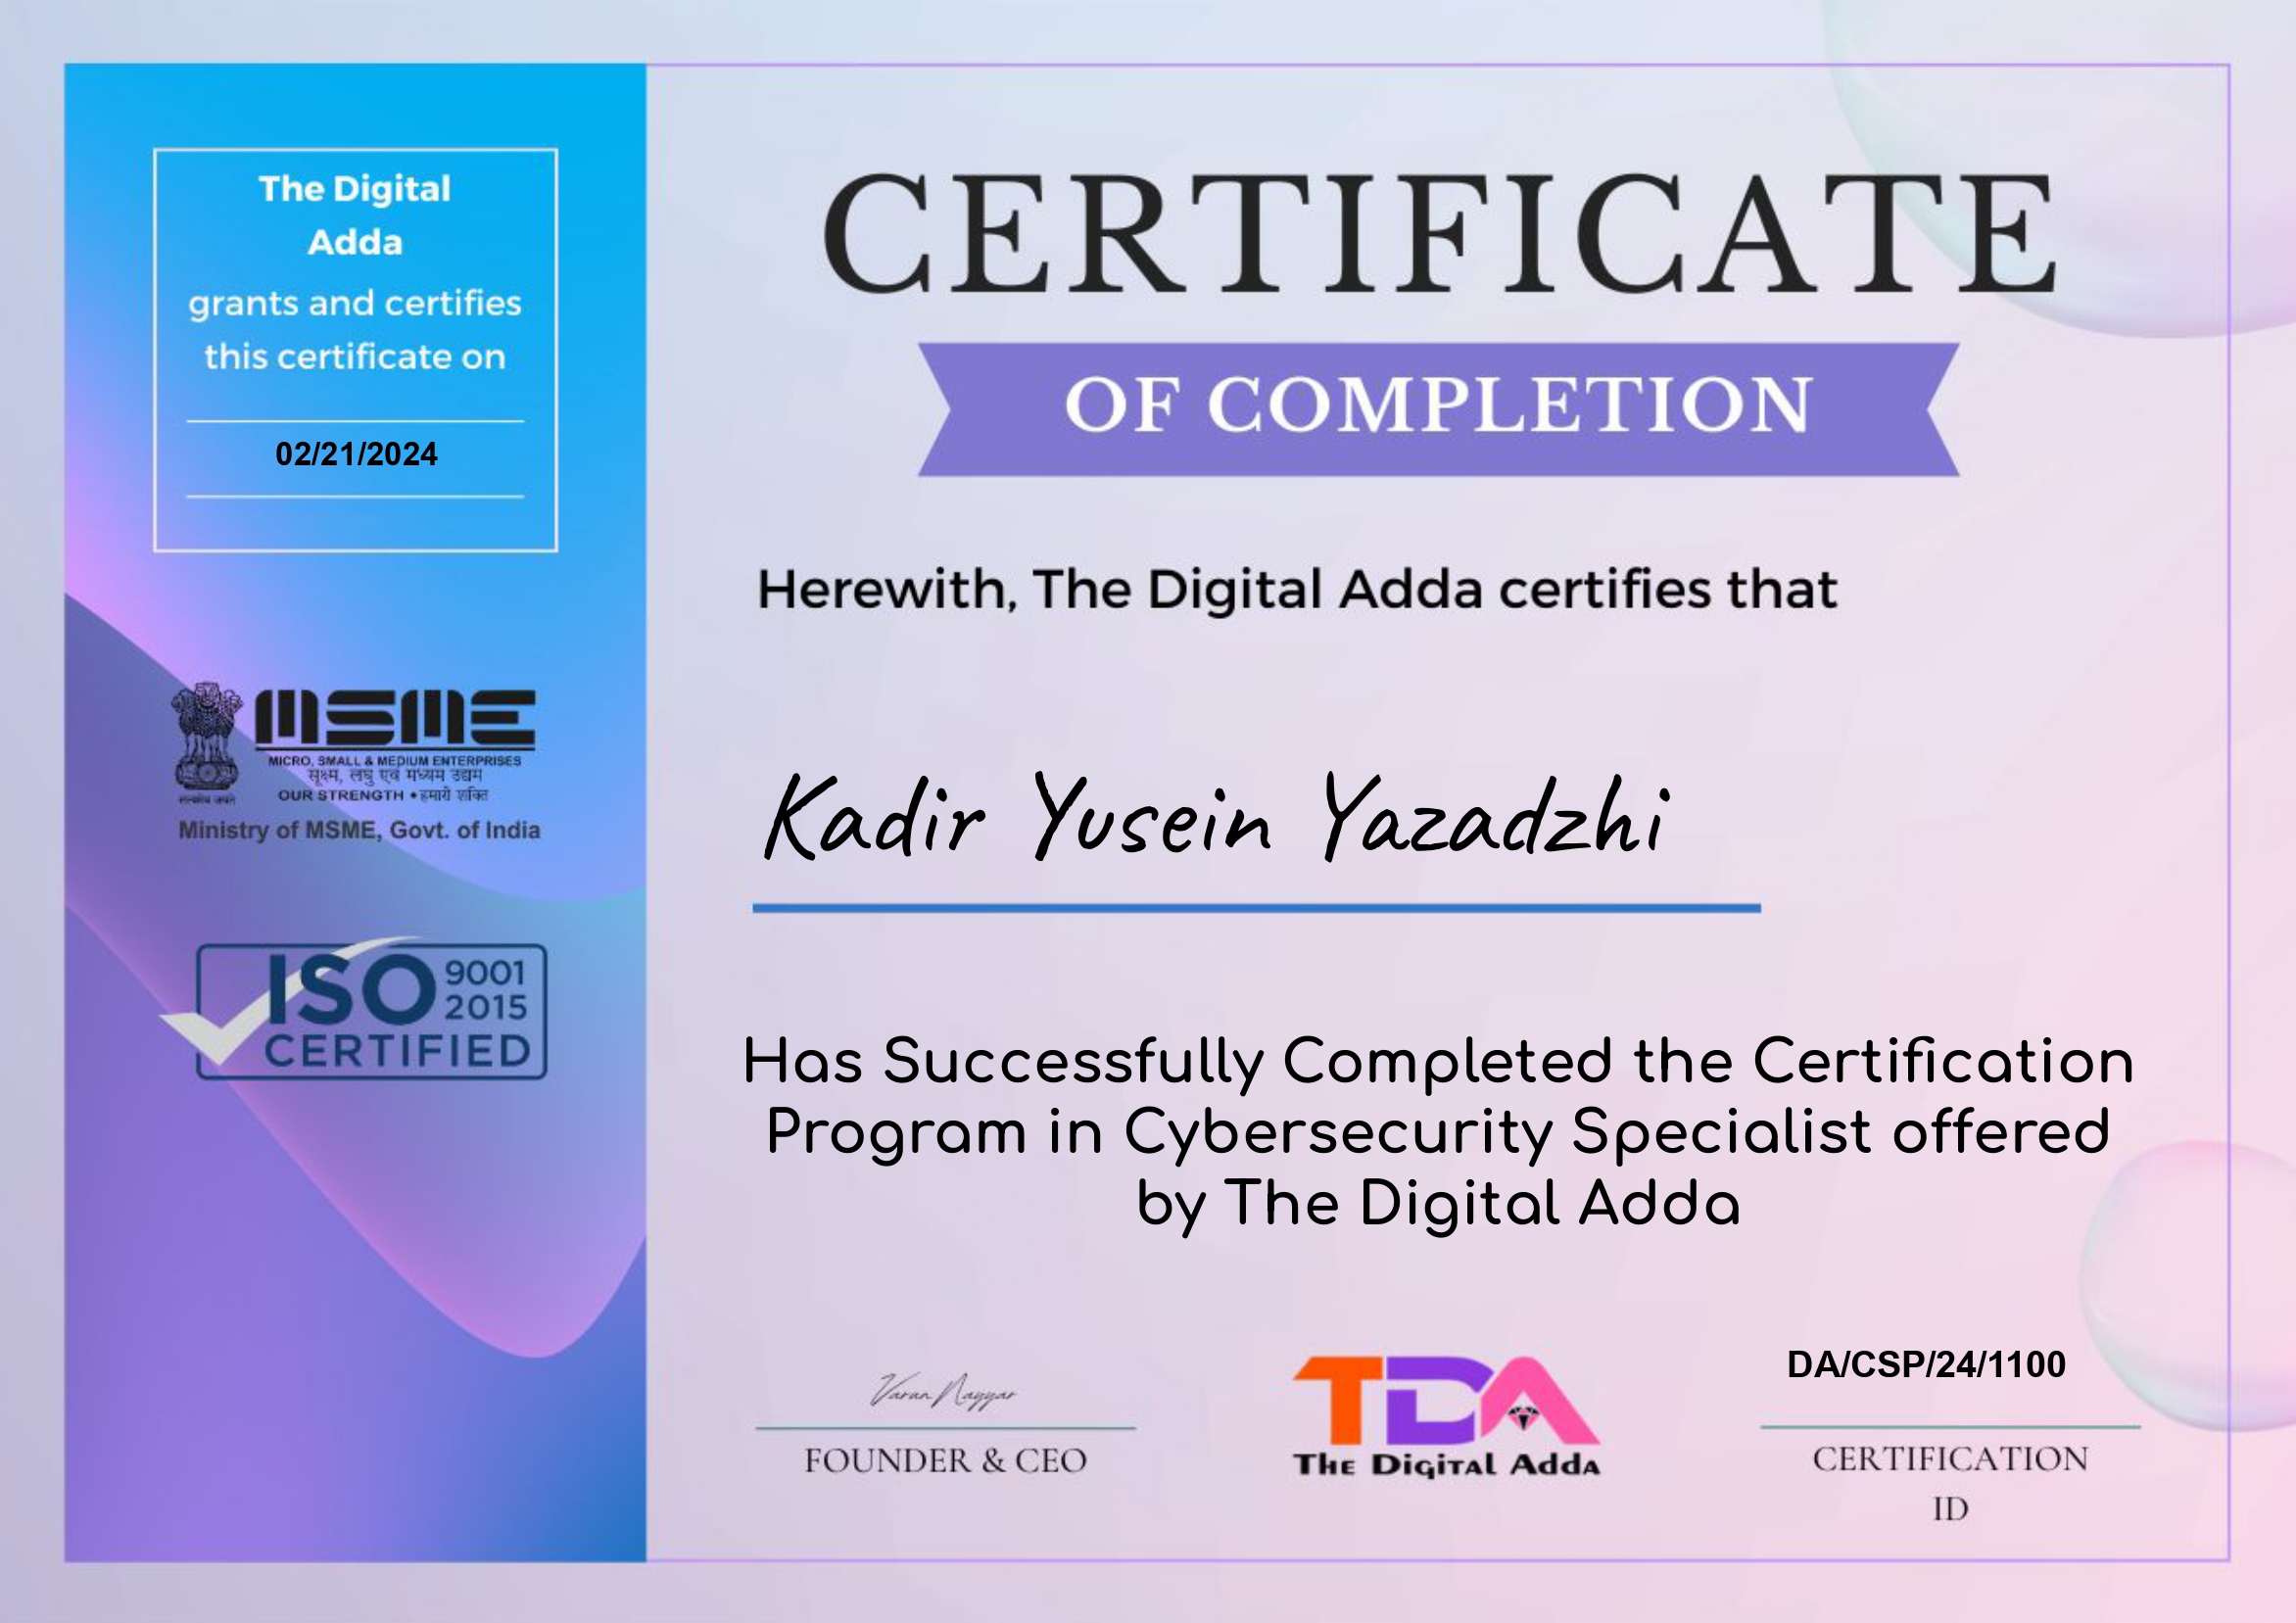 The Digital
Adda
grants and certifies
this certificate on
02/21/2024
MSME
MICRO, SMALL & MEDIUM ENTERPRISES
सूक्ष्म, लघु एवं मध्यम उद्यम
OUR STRENGTH • हमारी शक्ति
सत्यमेव जयते
Ministry of MSME, Govt. of India
ISO 9001
2015
CERTIFIED
CERTIFICATE
OF COMPLETION
Herewith, The Digital Adda certifies that
Kadir Yusein Yazadzhi
Has Successfully Completed the Certification
Program in Cybersecurity Specialist offered
by The Digital Adda
Varun Nayyar
FOUNDER & CEO
TDA
The Digital Adda
DA/CSP/24/1100
CERTIFICATION
ID